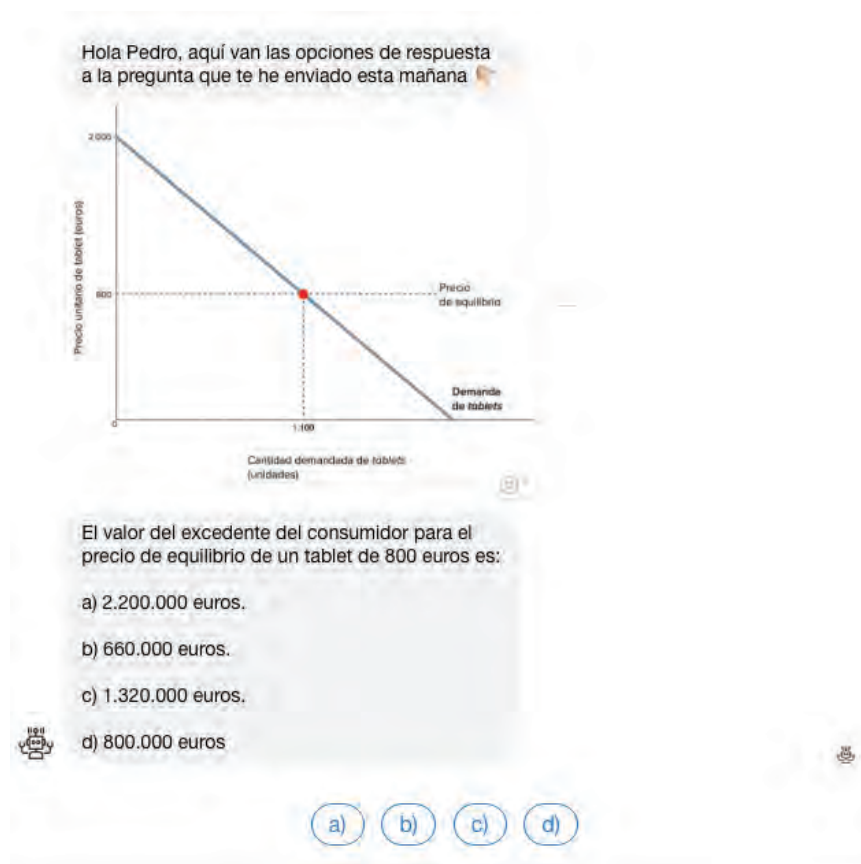 Hola Pedro, aquí van las opciones de respuesta
a la pregunta que te he enviado esta mañana
2 000
Precio unitario de tablet (euros)
800
Precio
de equilibrio
Demanda
de tablets
0
1.100
Cantidad demandada de tablets
(unidades)
El valor del excedente del consumidor para el
precio de equilibrio de un tablet de 800 euros es:
a) 2.200.000 euros.
b) 660.000 euros.
c) 1.320.000 euros.
d) 800.000 euros
a) b) c) d)